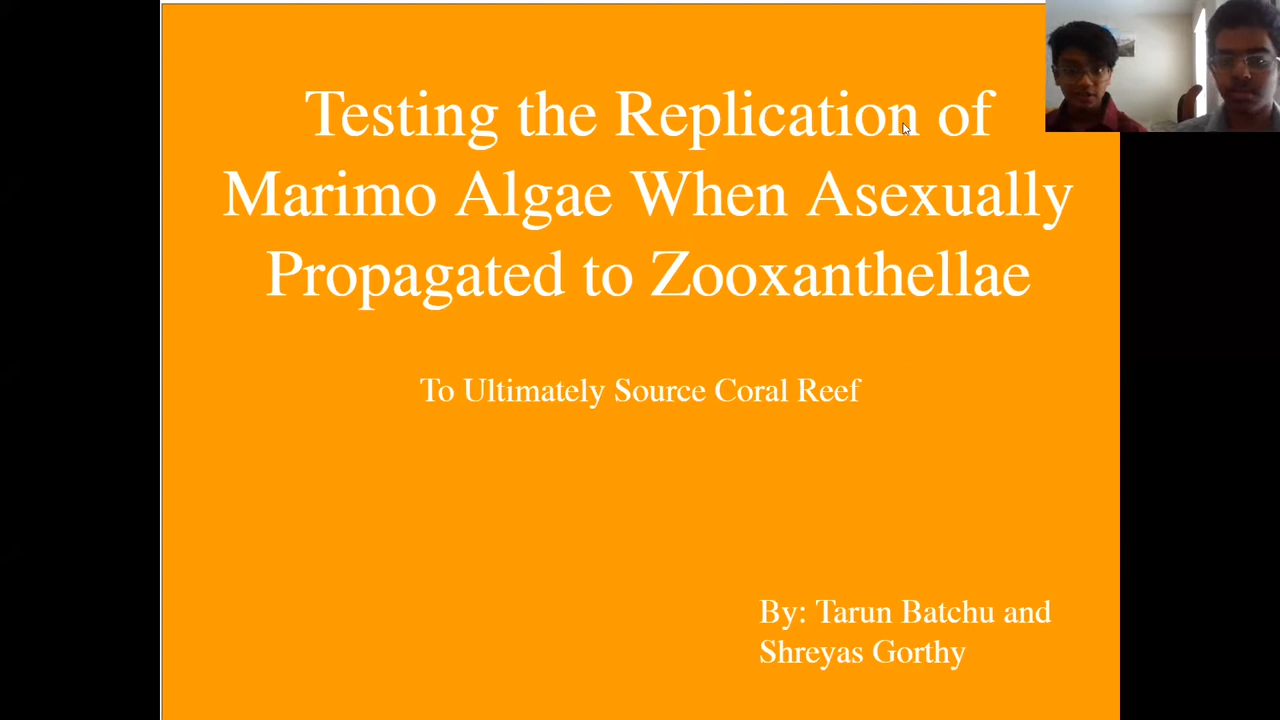 Testing the Replication of
Marimo Algae When Asexually
Propagated to Zooxanthellae
To Ultimately Source Coral Reef
By: Tarun Batchu and
Shreyas Gorthy